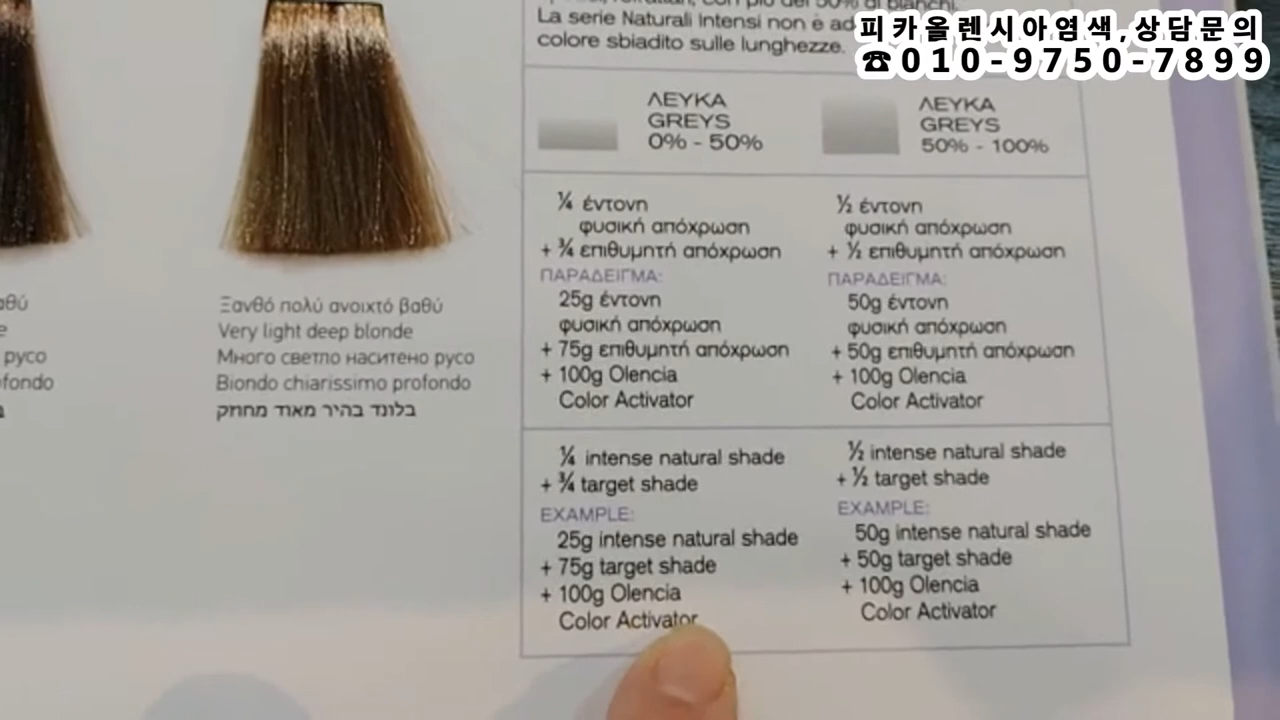 피카올렌시아염색,상담문의
☎010-9750-7899
La serie Naturali Intensi non è
colore sbiadito sulle lunghezze.
ΛΕΥΚΑ
GREYS
0% - 50%
ΛΕΥΚΑ
GREYS
50% - 100%
¼ έντονη
φυσική απόχρωση
+ ¾ επιθυμητή απόχρωση
ΠΑΡΑΔΕΙΓΜΑ:
25g έντονη
φυσική απόχρωση
+ 75g επιθυμητή απόχρωση
+ 100g Olencia
Color Activator
½ έντονη
φυσική απόχρωση
+ ½ επιθυμητή απόχρωση
ΠΑΡΑΔΕΙΓΜΑ:
50g έντονη
φυσική απόχρωση
+ 50g επιθυμητή απόχρωση
+ 100g Olencia
Color Activator
¼ intense natural shade
+ ¾ target shade
EXAMPLE:
25g intense natural shade
+ 75g target shade
+ 100g Olencia
Color Activator
½ intense natural shade
+ ½ target shade
EXAMPLE:
50g intense natural shade
+ 50g target shade
+ 100g Olencia
Color Activator
Ξανθό πολύ ανοιχτό βαθύ
Very light deep blonde
Много светло наситено русо
Biondo chiarissimo profondo
בלונד בהיר מאוד מחוזק
русо